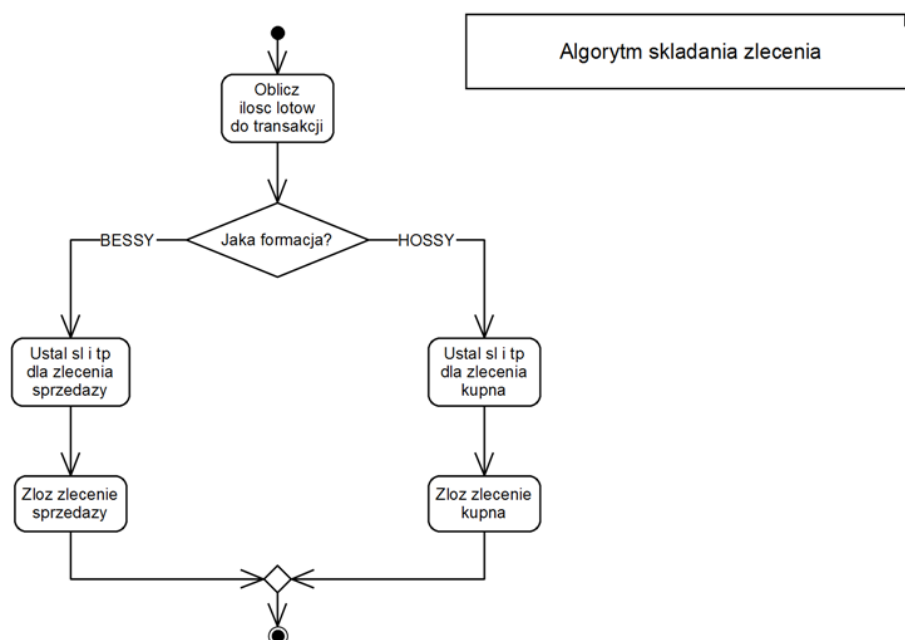 Algorytm skladania zlecenia
Oblicz
ilosc lotow
do transakcji
BESSY
Jaka formacja?
HOSSY
Ustal sl i tp
dla zlecenia
sprzedazy
Ustal sl i tp
dla zlecenia
kupna
Zloz zlecenie
sprzedazy
Zloz zlecenie
kupna